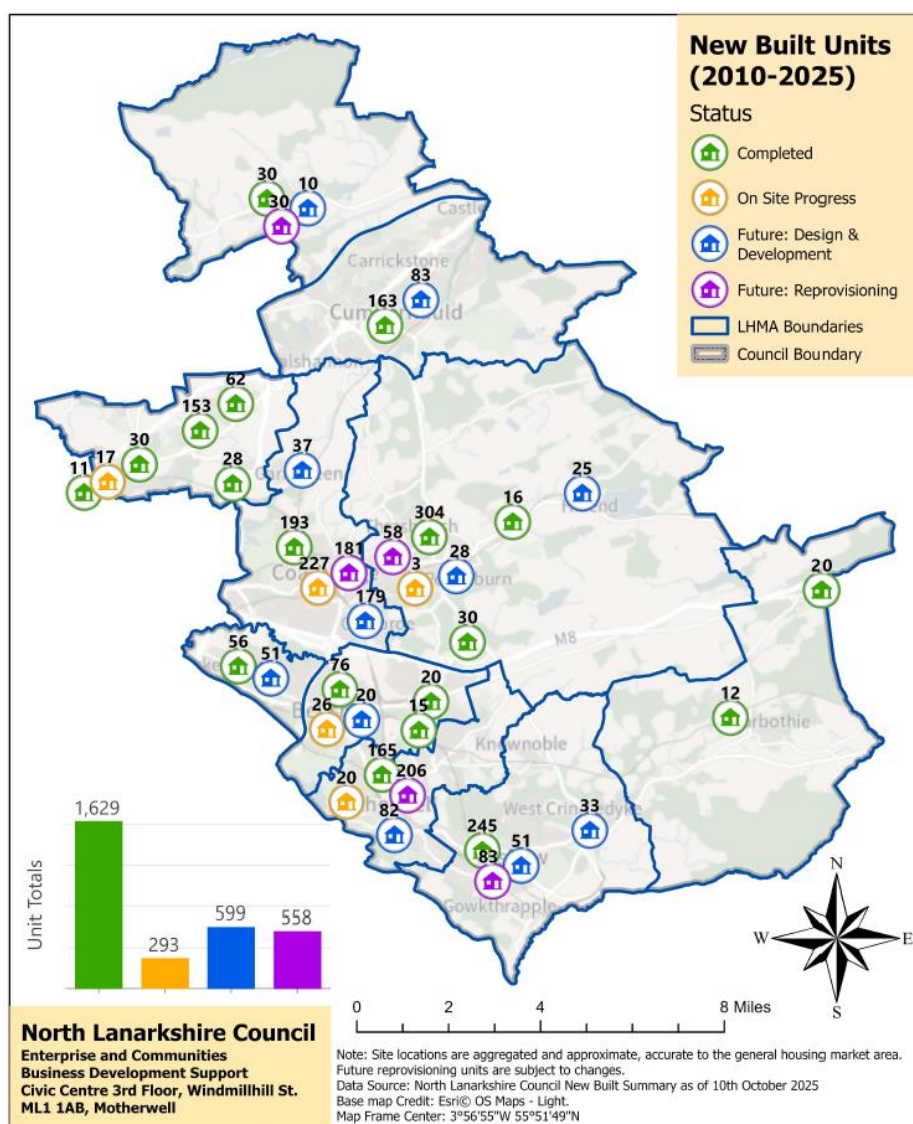 New Built Units
(2010-2025)
Status
Completed
On Site Progress
Future: Design &
Development
Future: Reprovisioning
LHMA Boundaries
Council Boundary
30
10
30
Castle
Carrickstone
83
163
62
153
30
17
11
28
37
25
16
193
304
58
28
181
3
227
179
30
20
M8
56
51
76
20
20
26
15
12
Knownoble
165
206
20
82
33
245
51
83
Gowkthrapple
1,629
293
599
558
Unit Totals
N
W
E
S
0 2 4 8 Miles
North Lanarkshire Council
Enterprise and Communities
Business Development Support
Civic Centre 3rd Floor, Windmillhill St.
ML1 1AB, Motherwell
Note: Site locations are aggregated and approximate, accurate to the general housing market area.
Future reprovisioning units are subject to changes.
Data Source: North Lanarkshire Council New Built Summary as of 10th October 2025
Base map Credit: Esri© OS Maps - Light.
Map Frame Center: 3°56'55"W 55°51'49"N